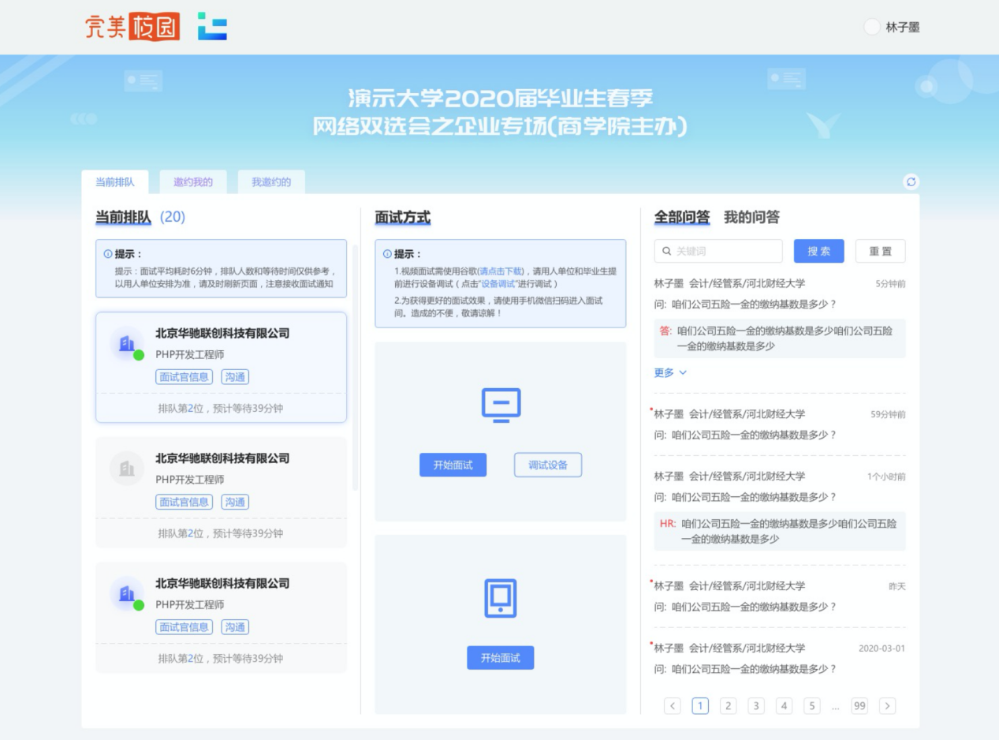 完美校园
林子墨
演示大学2020届毕业生春季
网络双选会之企业专场(商学院主办)
当前排队
邀约我的
我邀约的
当前排队 (20)
提示：
提示：面试平均耗时6分钟，排队人数和等待时间仅供参考，
以用人单位安排为准，请及时刷新页面，注意接收面试通知
北京华驰联创科技有限公司
PHP开发工程师
面试官信息 沟通
排队第2位，预计等待39分钟
北京华驰联创科技有限公司
PHP开发工程师
面试官信息 沟通
排队第2位，预计等待39分钟
北京华驰联创科技有限公司
PHP开发工程师
面试官信息 沟通
排队第2位，预计等待39分钟
面试方式
提示：
1.视频面试需使用谷歌(请点击下载)，请用人单位和毕业生提
前进行设备调试（点击"设备调试"进行调试）
2.为获得更好的面试效果，请使用手机微信扫码进入面试
间。造成的不便，敬请谅解！
开始面试 调试设备
开始面试
全部问答 我的问答
关键词 搜索 重置
林子墨 会计/经管系/河北财经大学 5分钟前
问: 咱们公司五险一金的缴纳基数是多少？
答: 咱们公司五险一金的缴纳基数是多少咱们公司五险
一金的缴纳基数是多少
更多
林子墨 会计/经管系/河北财经大学 59分钟前
问: 咱们公司五险一金的缴纳基数是多少？
林子墨 会计/经管系/河北财经大学 1个小时前
问: 咱们公司五险一金的缴纳基数是多少？
HR: 咱们公司五险一金的缴纳基数是多少咱们公司五险
一金的缴纳基数是多少
林子墨 会计/经管系/河北财经大学 昨天
问: 咱们公司五险一金的缴纳基数是多少？
林子墨 会计/经管系/河北财经大学 2020-03-01
问: 咱们公司五险一金的缴纳基数是多少？
< 1 2 3 4 5 ... 99 >